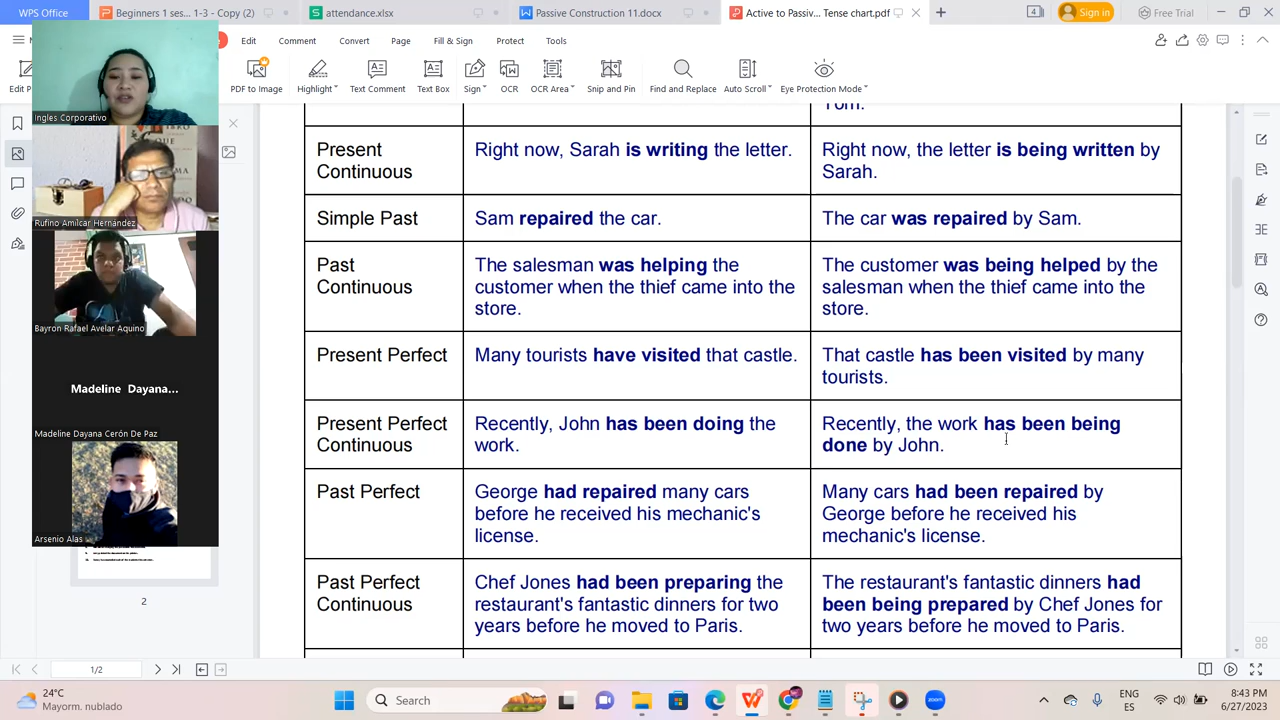 WPS Office
1-3 - Copy (2)
attendance.xlsx
Passive Construction 11.docx
Active to Pas... Tense chart.pdf
Sign in
Free Trial
Edit
Comment
Convert
Page
Fill & Sign
Protect
Tools
Edit P
PDF to Image
Highlight
Text Comment
Text Box
Sign
OCR
OCR Area
Snip and Pin
Find and Replace
Auto Scroll
Eye Protection Mode
Ingles Corporativo
Rufino Amilcar Hernández
Bayron Rafael Avelar Aquino
Madeline Dayana...
Madeline Dayana Cerón De Paz
Arsenio Alas
2
Tom.
Present Continuous
Right now, Sarah is writing the letter.
Right now, the letter is being written by
Sarah.
Simple Past
Sam repaired the car.
The car was repaired by Sam.
Past
Continuous
The salesman was helping the
customer when the thief came into the
store.
The customer was being helped by the
salesman when the thief came into the
store.
Present Perfect
Many tourists have visited that castle.
That castle has been visited by many
tourists.
Present Perfect
Continuous
Recently, John has been doing the
work.
Recently, the work has been being
done by John.
Past Perfect
George had repaired many cars
before he received his mechanic's
license.
Many cars had been repaired by
George before he received his
mechanic's license.
Past Perfect
Continuous
Chef Jones had been preparing the
restaurant's fantastic dinners for two
years before he moved to Paris.
The restaurant's fantastic dinners had
been being prepared by Chef Jones for
two years before he moved to Paris.
1/2
24°C
Mayorm. nublado
Search
ENG
ES
8:43 PM
6/27/2023